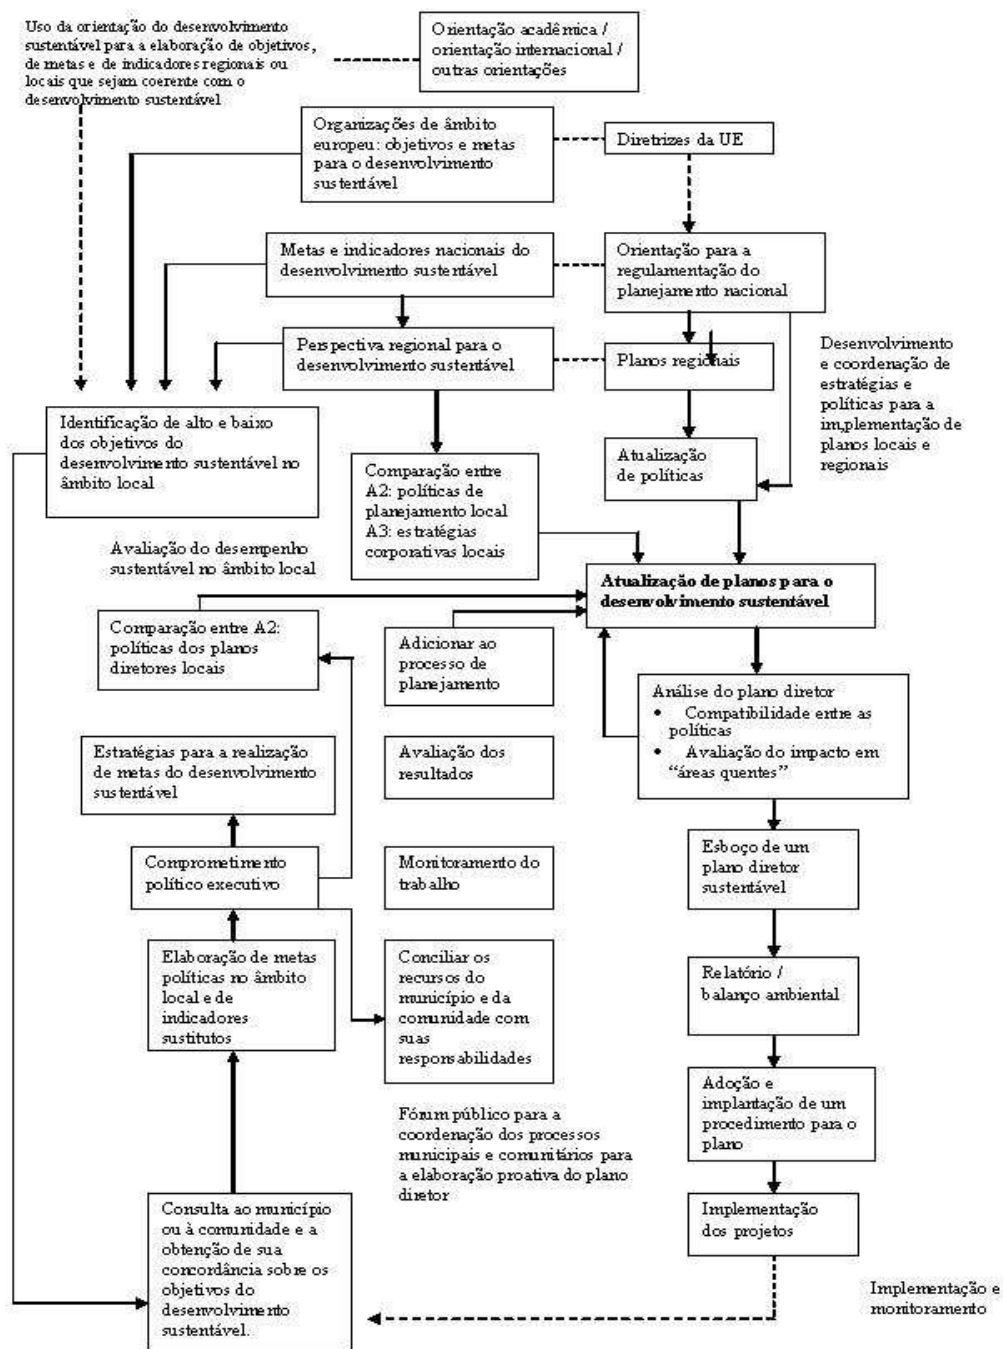 Uso da orientação do desenvolvimento
sustentável para a elaboração de objetivos,
de metas e de indicadores regionais ou
locais que sejam coerente com o
desenvolvimento sustentável
Orientação acadêmica /
orientação internacional /
outras orientações
Organizações de âmbito
europeu: objetivos e metas
para o desenvolvimento
sustentável
Diretrizes da UE
Metas e indicadores nacionais do
desenvolvimento sustentável
Orientação para a
regulamentação do
planejamento nacional
Perspectiva regional para o
desenvolvimento sustentável
Planos regionais
Desenvolvimento
e coordenação de
estratégias e
políticas para a
im,plementação de
planos locais e
regionais
Identificação de alto e baixo
dos objetivos do
desenvolvimento sustentável no
âmbito local
Comparação entre
A2: políticas de
planejamento local
A3: estratégias
corporativas locais
Atualização
de políticas
Avaliação do desempenho
sustentável no âmbito local
Atualização de planos para o
desenvolvimento sustentável
Comparação entre A2:
políticas dos planos
diretores locais
Adicionar ao
processo de
planejamento
Análise do plano diretor
• Compatibilidade entre as
políticas
• Avaliação do impacto em
“áreas quentes”
Estratégias para a realização
de metas do desenvolvimento
sustentável
Avaliação dos
resultados
Esboço de um
plano diretor
sustentável
Comprometimento
político executivo
Monitoramento do
trabalho
Elaboração de metas
políticas no âmbito
local e de
indicadores
sustitutos
Conciliar os
recursos do
município e da
comunidade com
suas
responsabilidades
Relatório /
balanço ambiental
Adoção e
implantação de um
procedimento para o
plano
Fórum público para a
coordenação dos processos
municipais e comunitários para
a elaboração proativa do plano
diretor
Consulta ao município
ou à comunidade e a
obtenção de sua
concordância sobre os
objetivos do
desenvolvimento
sustentável.
Implementação
dos projetos
Implementação e
monitoramento